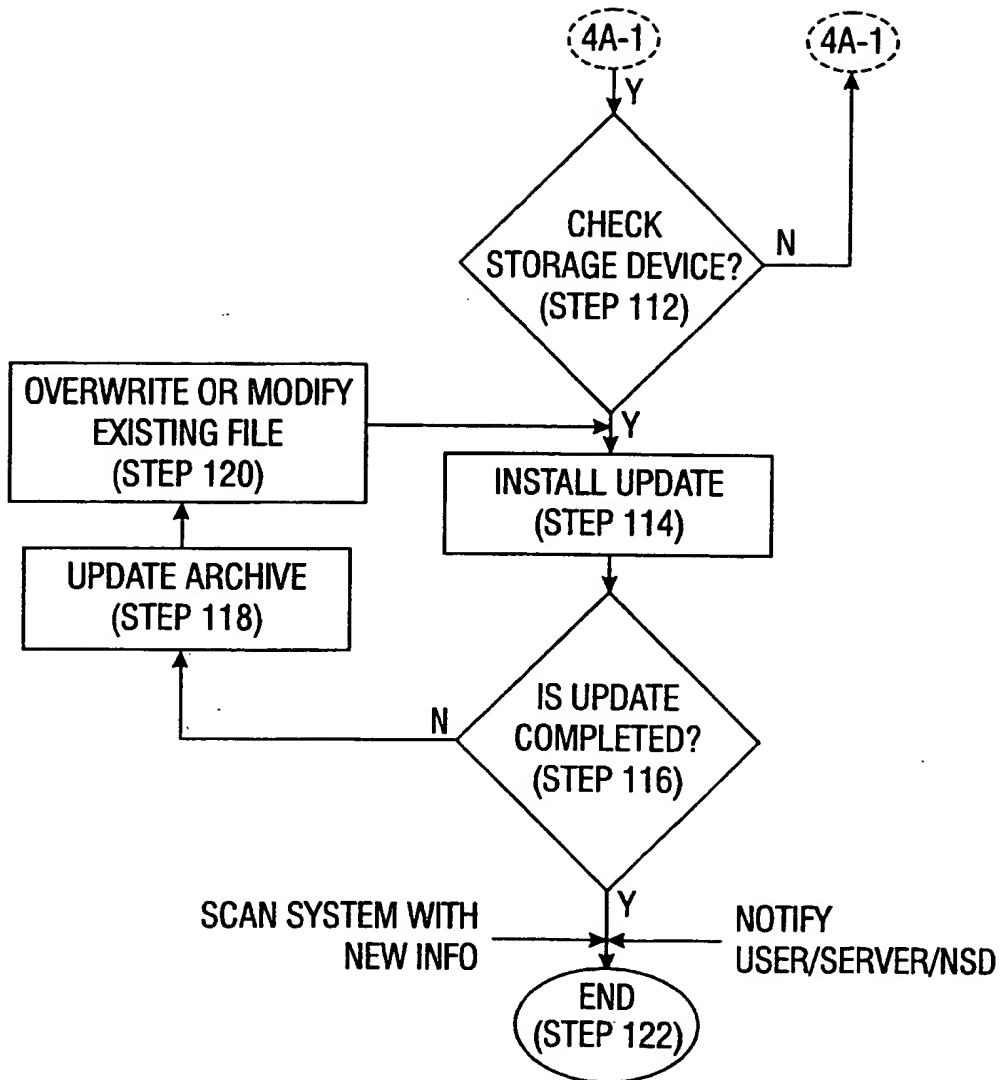 4A-1
4A-1
Y
CHECK
STORAGE DEVICE?
(STEP 112)
N
OVERWRITE OR MODIFY
EXISTING FILE
(STEP 120)
Y
INSTALL UPDATE
(STEP 114)
UPDATE ARCHIVE
(STEP 118)
IS UPDATE
COMPLETED?
(STEP 116)
N
Y
SCAN SYSTEM WITH
NEW INFO
NOTIFY
USER/SERVER/NSD
END
(STEP 122)